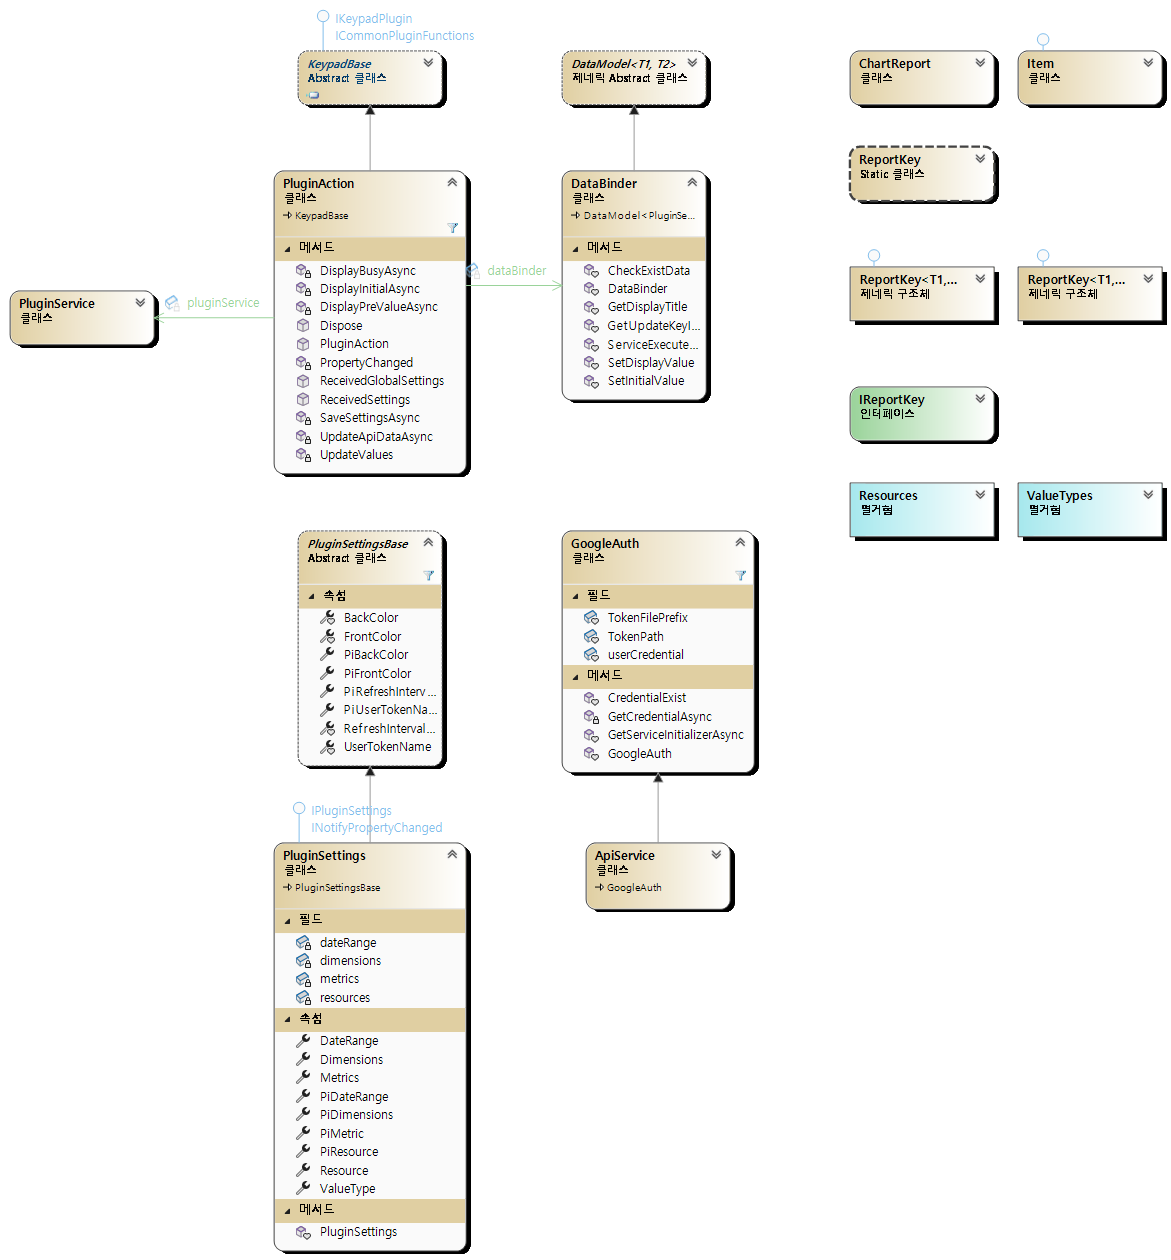 IKeypadPlugin
ICommonPluginFunctions
KeypadBase
Abstract 클래스
DataModel<T1, T2>
제네릭 Abstract 클래스
ChartReport
클래스
Item
클래스
ReportKey
Static 클래스
PluginAction
클래스
KeypadBase
메서드
DisplayBusyAsync
DisplayInitialAsync
DisplayPreValueAsync
Dispose
PluginAction
PropertyChanged
ReceivedGlobalSettings
ReceivedSettings
SaveSettingsAsync
UpdateApiDataAsync
UpdateValues
dataBinder
DataBinder
클래스
DataModel<PluginSe...
메서드
CheckExistData
DataBinder
GetDisplayTitle
GetUpdateKeyI...
ServiceExecute...
SetDisplayValue
SetInitialValue
PluginService
클래스
pluginService
ReportKey<T1,...
제네릭 구조체
ReportKey<T1,...
제네릭 구조체
IReportKey
인터페이스
Resources
열거형
ValueTypes
열거형
PluginSettingsBase
Abstract 클래스
속성
BackColor
FrontColor
PiBackColor
PiFrontColor
PiRefreshInterv...
PiUserTokenNa...
RefreshInterval...
UserTokenName
GoogleAuth
클래스
필드
TokenFilePrefix
TokenPath
userCredential
메서드
CredentialExist
GetCredentialAsync
GetServiceInitializerAsync
GoogleAuth
IPluginSettings
INotifyPropertyChanged
PluginSettings
클래스
PluginSettingsBase
필드
dateRange
dimensions
metrics
resources
속성
DateRange
Dimensions
Metrics
PiDateRange
PiDimensions
PiMetric
PiResource
Resource
ValueType
메서드
PluginSettings
ApiService
클래스
GoogleAuth